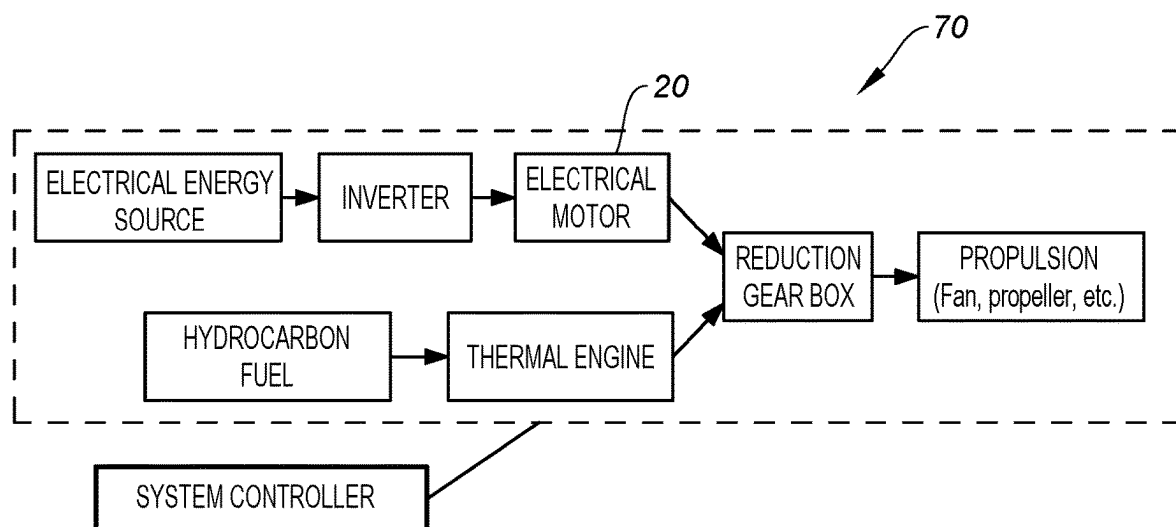 70
20
ELECTRICAL ENERGY
SOURCE
INVERTER
ELECTRICAL
MOTOR
REDUCTION
GEAR BOX
PROPULSION
(Fan, propeller, etc.)
HYDROCARBON
FUEL
THERMAL ENGINE
SYSTEM CONTROLLER